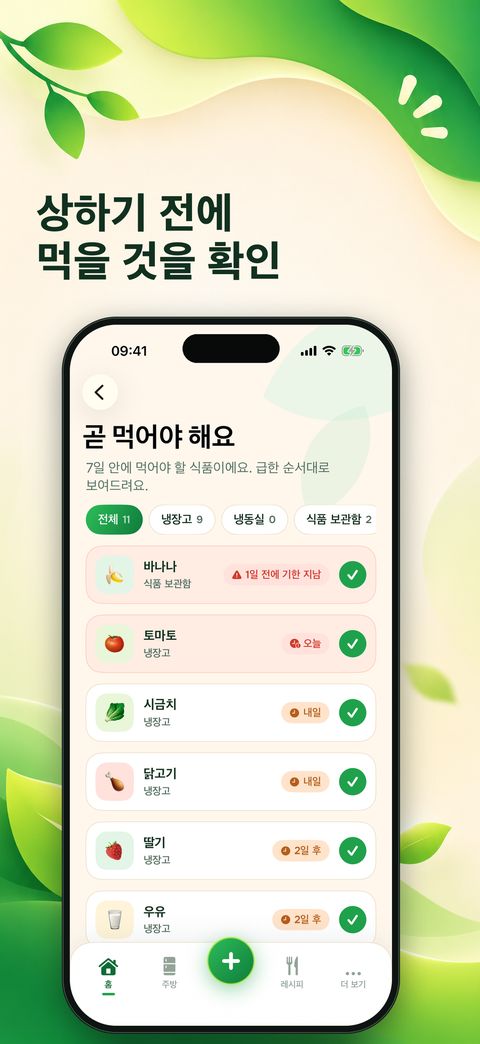 상하기 전에
먹을 것을 확인
09:41
곧 먹어야 해요
7일 안에 먹어야 할 식품이에요. 급한 순서대로
보여드려요.
전체 11 냉장고 9 냉동실 0 식품 보관함 2
바나나
식품 보관함
1일 전에 기한 지남
토마토
냉장고
오늘
시금치
냉장고
내일
닭고기
냉장고
내일
딸기
냉장고
2일 후
우유
냉장고
2일 후
홈 주방 레시피 더 보기